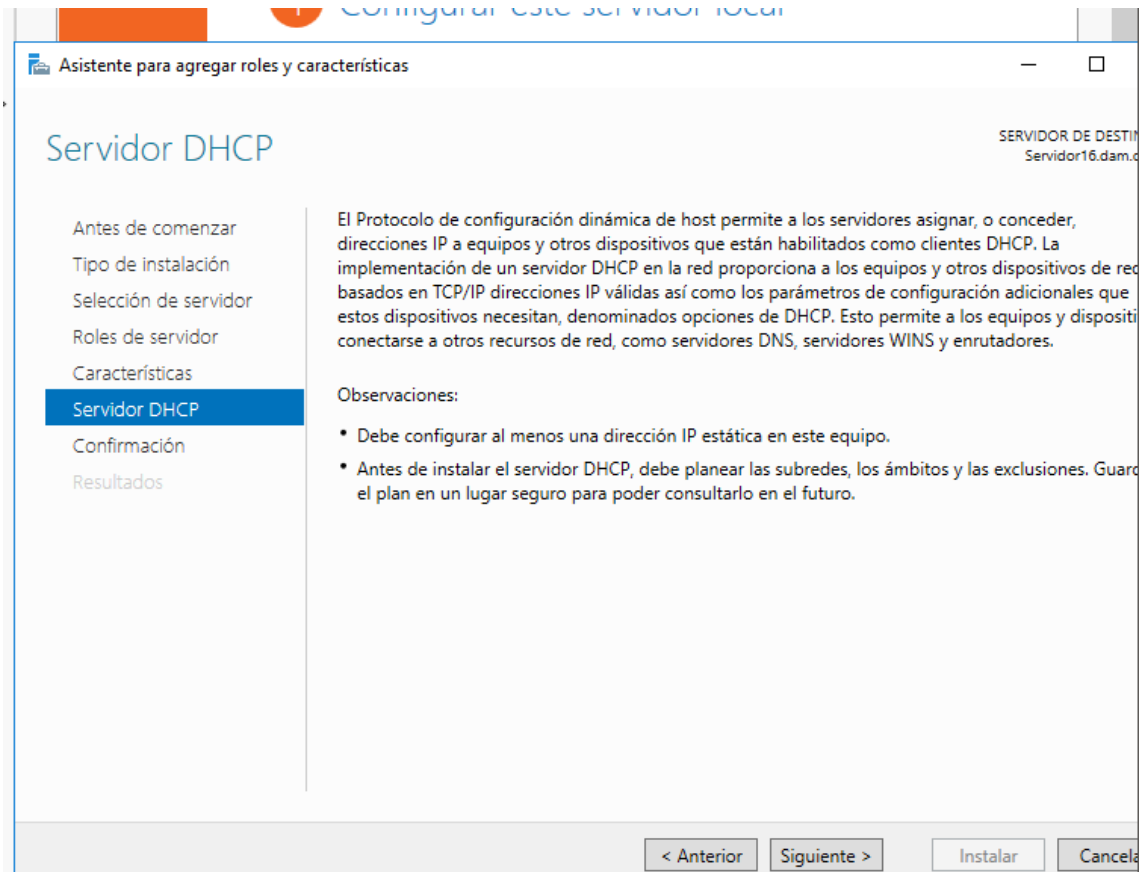 Configurar este servidor local
Asistente para agregar roles y características
Servidor DHCP
SERVIDOR DE
Antes de comenzar
Tipo de instalación
Selección de servidor
Roles de servidor
Características
Servidor DHCP
Confirmación
Resultados
El Protocolo de configuración dinámica de host permite a los servidores asignar, o conceder,
direcciones IP a equipos y otros dispositivos que están habilitados como clientes DHCP. La
implementación de un servidor DHCP en la red proporciona a los equipos y otros dispositivos de red
basados en TCP/IP direcciones IP válidas así como los parámetros de configuración adicionales que
estos dispositivos necesitan, denominados opciones de DHCP. Esto permite a los equipos y
conectarse a otros recursos de red, como servidores DNS, servidores WINS y enrutadores.
Observaciones:
• Debe configurar al menos una dirección IP estática en este equipo.
• Antes de instalar el servidor DHCP, debe planear las subredes, los ámbitos y las exclusiones.
el plan en un lugar seguro para poder consultarlo en el futuro.
< Anterior
Siguiente >
Instalar